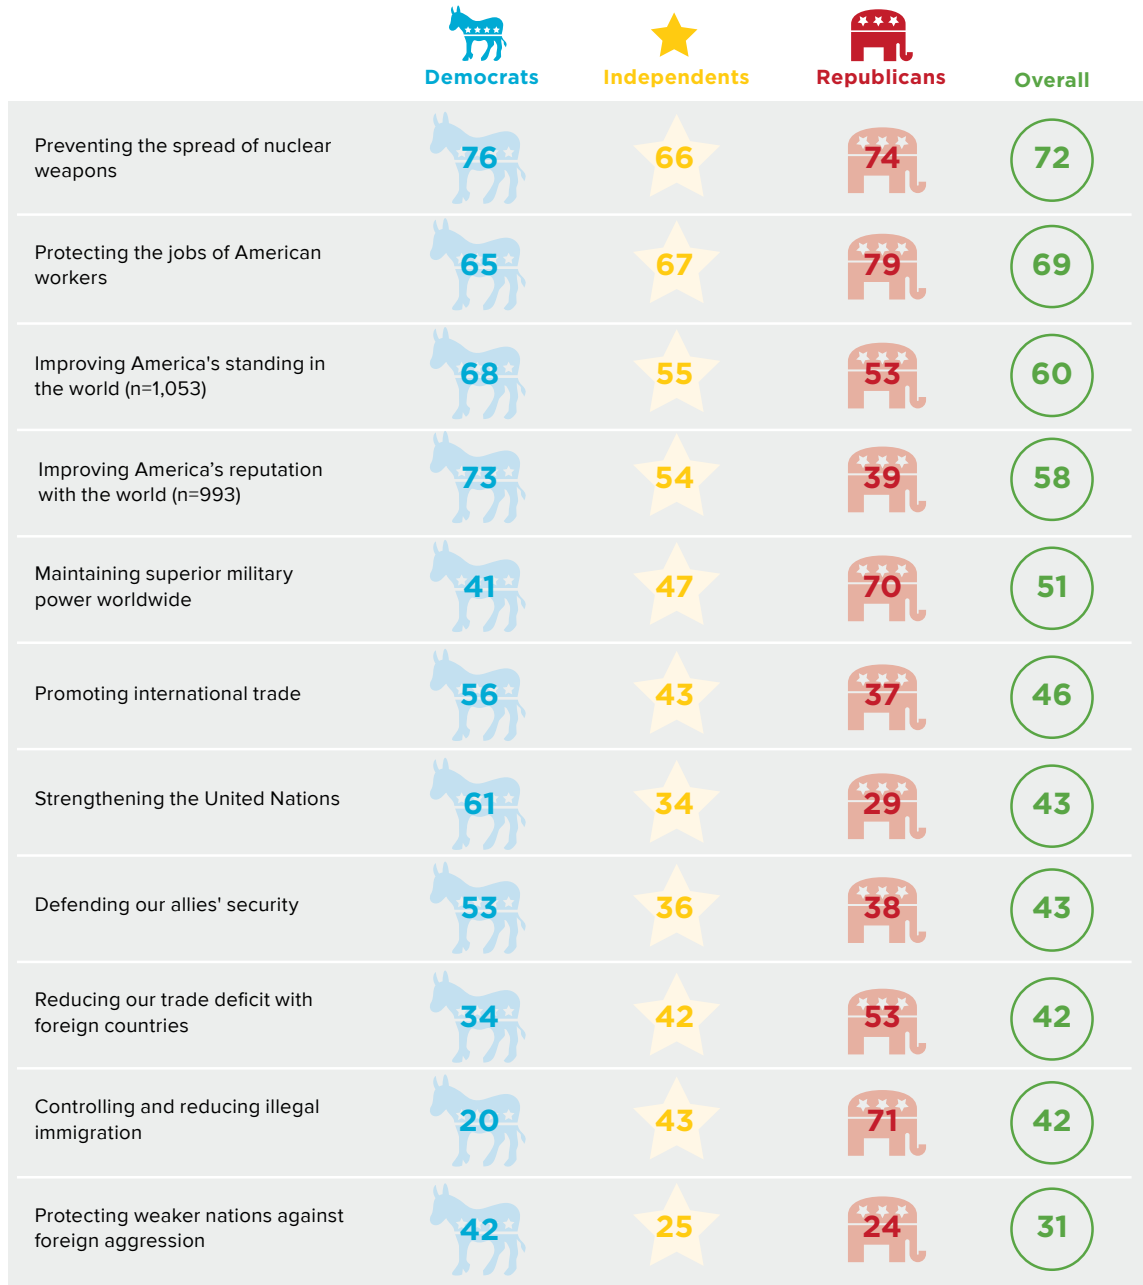 Democrats Independents Republicans Overall
Preventing the spread of nuclear
weapons
76 66 74 72
Protecting the jobs of American
workers
65 67 79 69
Improving America's standing in
the world (n=1,053)
68 55 53 60
Improving America’s reputation
with the world (n=993)
73 54 39 58
Maintaining superior military
power worldwide
41 47 70 51
Promoting international trade
56 43 37 46
Strengthening the United Nations
61 34 29 43
Defending our allies' security
53 36 38 43
Reducing our trade deficit with
foreign countries
34 42 53 42
Controlling and reducing illegal
immigration
20 43 71 42
Protecting weaker nations against
foreign aggression
42 25 24 31